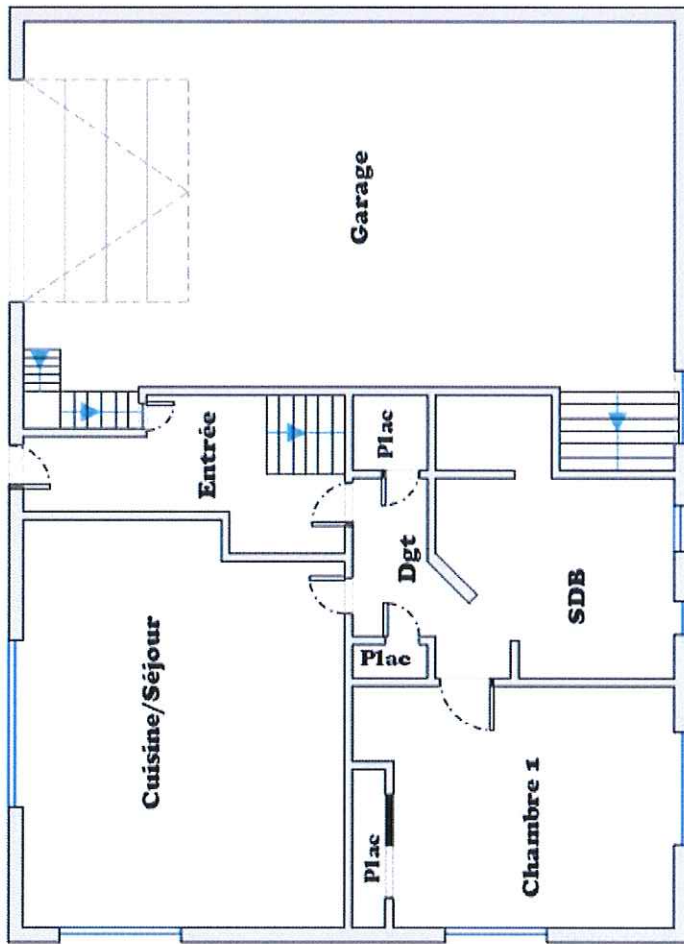 Cuisine/Séjour
Entrée
Garage
Plac
Chambre 1
Plac
Dgt
Plac
SDB